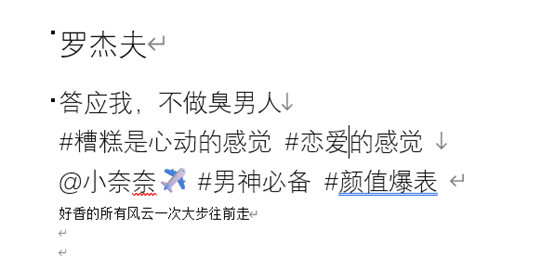 罗杰夫
答应我，不做臭男人
#糟糕是心动的感觉 #恋爱的感觉
@小奈奈✈️ #男神必备 #颜值爆表
好香的所有风云一次大步往前走